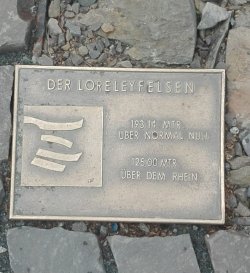 DER LORELEYFELSEN
193.14 MTR
ÜBER NORMAL NULL
125.00 MTR
ÜBER DEM RHEIN